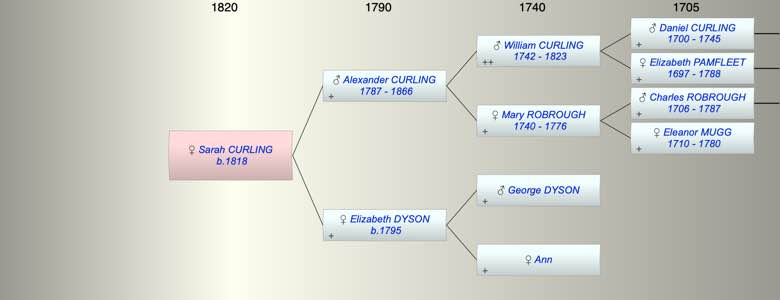 1820 1790 1740 1705
♂ Daniel CURLING
1700 - 1745
+
♂ William CURLING
1742 - 1823
++
♀ Elizabeth PAMFLEET
1697 - 1788
+
♂ Alexander CURLING
1787 - 1866
+
♂ Charles ROBROUGH
1706 - 1787
+
♀ Mary ROBROUGH
1740 - 1776
+
♀ Eleanor MUGG
1710 - 1780
+
♀ Sarah CURLING
b.1818
♂ George DYSON
+
♀ Elizabeth DYSON
b.1795
+
♀ Ann
+